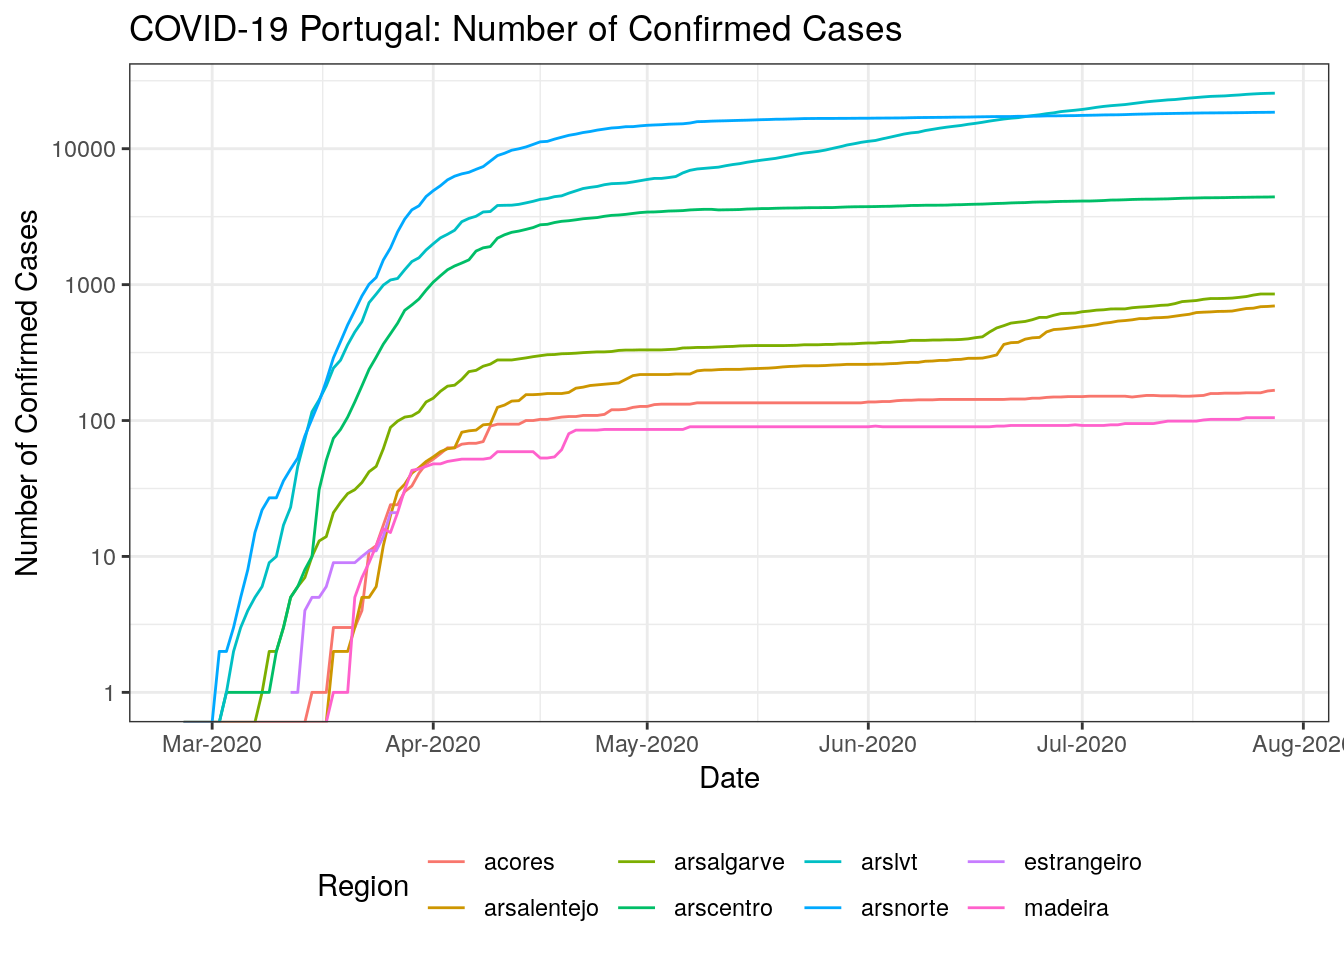 COVID-19 Portugal: Number of Confirmed Cases
Number of Confirmed Cases
10000
1000
100
10
1
Mar-2020 Apr-2020 May-2020 Jun-2020 Jul-2020 Aug-2020
Date
Region
acores arsalgarve arslvt estrangeiro
arsalentejo arscentro arsnorte madeira